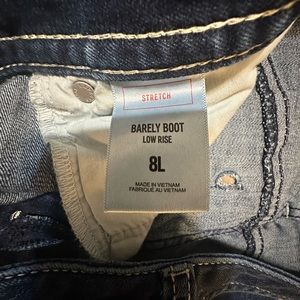 STRETCH
BARELY BOOT
LOW RISE
8L
MADE IN VIETNAM
FABRIQUÉ AU VIETNAM